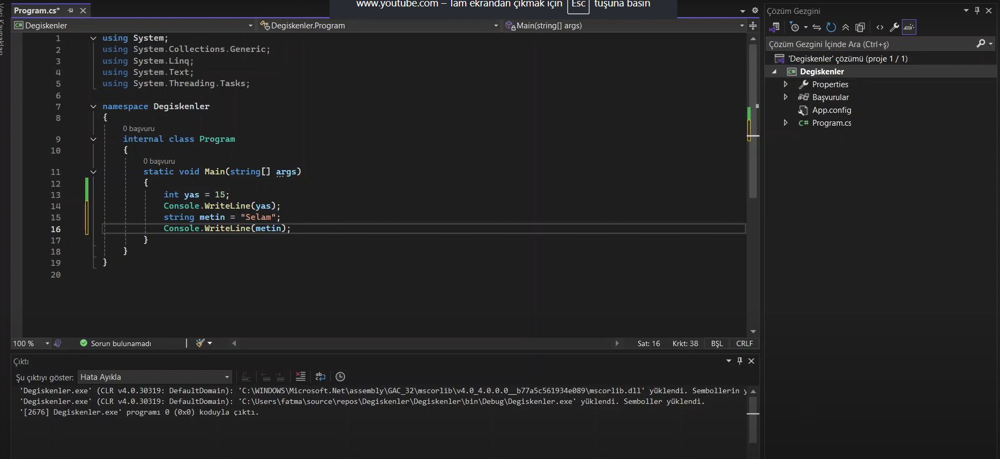 Program.cs*
www.youtube.com – Tam ekrandan çıkmak için Esc tuşuna basın
Degiskenler
Degiskenler.Program
Main(string[] args)
1 using System;
2 using System.Collections.Generic;
3 using System.Linq;
4 using System.Text;
5 using System.Threading.Tasks;
6
7 namespace Degiskenler
8 {
0 başvuru
9 internal class Program
10 {
0 başvuru
11 static void Main(string[] args)
12 {
13 int yas = 15;
14 Console.WriteLine(yas);
15 string metin = "Selam";
16 Console.WriteLine(metin);
17 }
18 }
19 }
20
100 %
Sorun bulunamadı
Sat: 16
Krkt: 38
BŞL
CRLF
Çıktı
Şu çıktıyı göster: Hata Ayıkla
'Degiskenler.exe' (CLR v4.0.30319: DefaultDomain): 'C:\WINDOWS\Microsoft.Net\assembly\GAC_32\mscorlib\v4.0_4.0.0.0__b77a5c561934e089\mscorlib.dll' yüklendi. Sembollerin
'Degiskenler.exe' (CLR v4.0.30319: DefaultDomain): 'C:\Users\fatma\source\repos\Degiskenler\Degiskenler\bin\Debug\Degiskenler.exe' yüklendi. Semboller yüklendi.
'[2676] Degiskenler.exe' programı 0 (0x0) koduyla çıktı.
Çözüm Gezgini
Çözüm Gezgini İçinde Ara (Ctrl+ş)
'Degiskenler' çözümü (proje 1 / 1)
C# Degiskenler
Properties
Başvurular
App.config
C# Program.cs